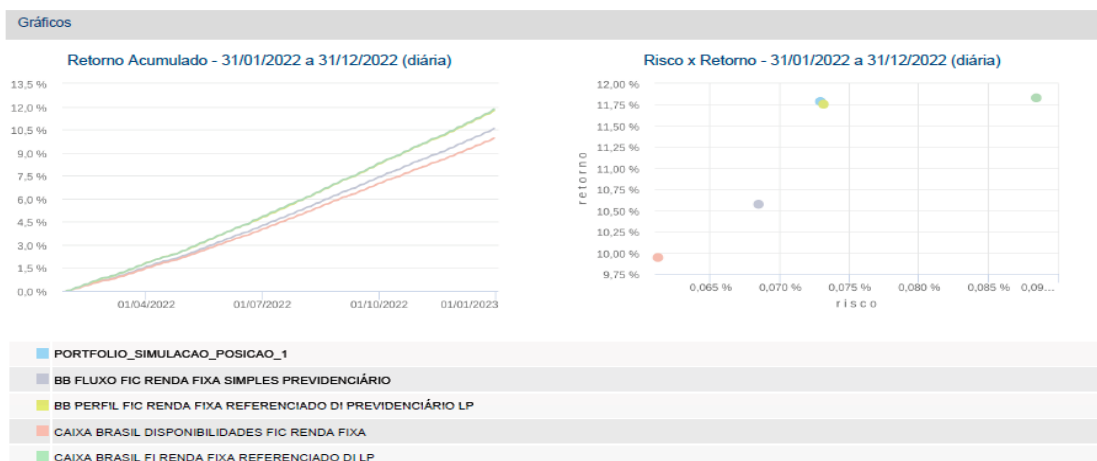 Gráficos
Retorno Acumulado - 31/01/2022 a 31/12/2022 (diária)
13,5 %
12,0 %
10,5 %
9,0 %
7,5 %
6,0 %
4,5 %
3,0 %
1,5 %
0,0 %
01/04/2022 01/07/2022 01/10/2022 01/01/2023
Risco x Retorno - 31/01/2022 a 31/12/2022 (diária)
retorno
12,00 %
11,75 %
11,50 %
11,25 %
11,00 %
10,75 %
10,50 %
10,25 %
10,00 %
9,75 %
0,065 % 0,070 % 0,075 % 0,080 % 0,085 % 0,09...
risco
PORTFOLIO_SIMULACAO_POSICAO_1
BB FLUXO FIC RENDA FIXA SIMPLES PREVIDENCIÁRIO
BB PERFIL FIC RENDA FIXA REFERENCIADO DI PREVIDENCIÁRIO LP
CAIXA BRASIL DISPONIBILIDADES FIC RENDA FIXA
CAIXA BRASIL FI RENDA FIXA REFERENCIADO DI LP